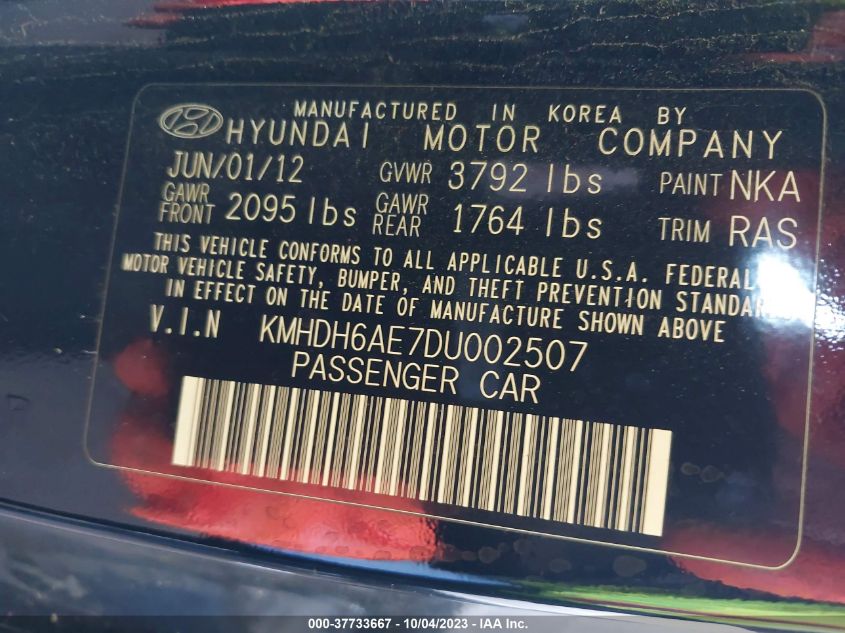 MANUFACTURED IN KOREA BY
HYUNDAI MOTOR COMPANY
JUN/01/12 GVWR 3792 lbs PAINT NKA
GAWR FRONT 2095 lbs GAWR REAR 1764 lbs TRIM RAS
THIS VEHICLE CONFORMS TO ALL APPLICABLE U.S.A. FEDERAL
MOTOR VEHICLE SAFETY, BUMPER, AND THEFT PREVENTION STANDARDS
IN EFFECT ON THE DATE OF MANUFACTURE SHOWN ABOVE
V.I.N KMHDH6AE7DU002507
PASSENGER CAR
000-37733667 - 10/04/2023 - IAA Inc.